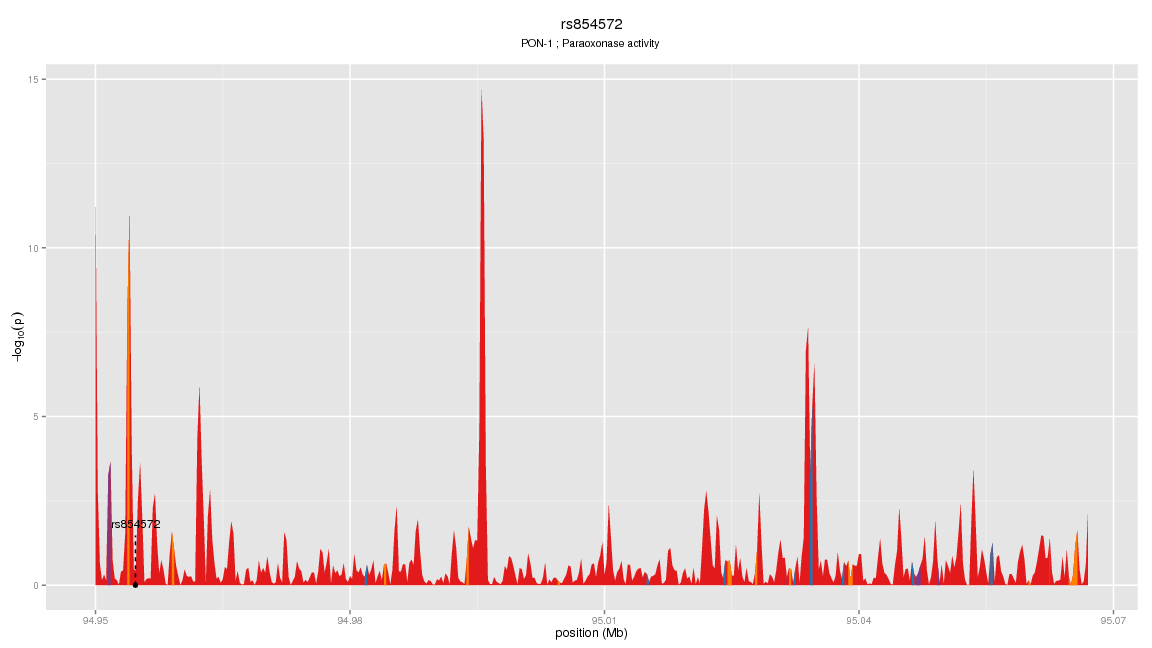 rs854572
PON-1 ; Paraoxonase activity
15
10
5
0
−log10(p)
rs854572
94.95
94.98
95.01
95.04
95.07
position (Mb)